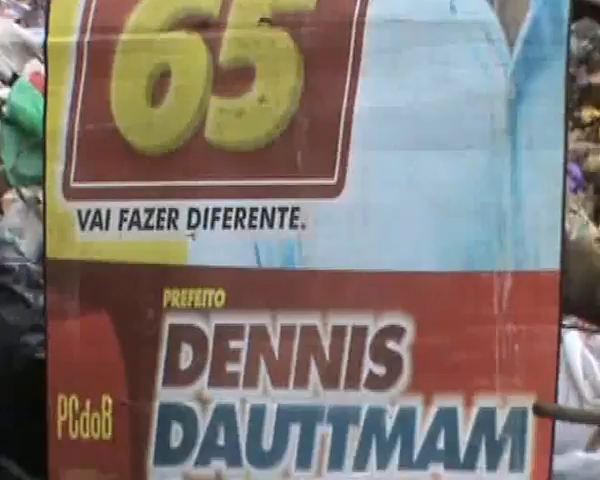 65
VAI FAZER DIFERENTE.
PREFEITO
DENNIS
PCdoB
DAUTTMAM